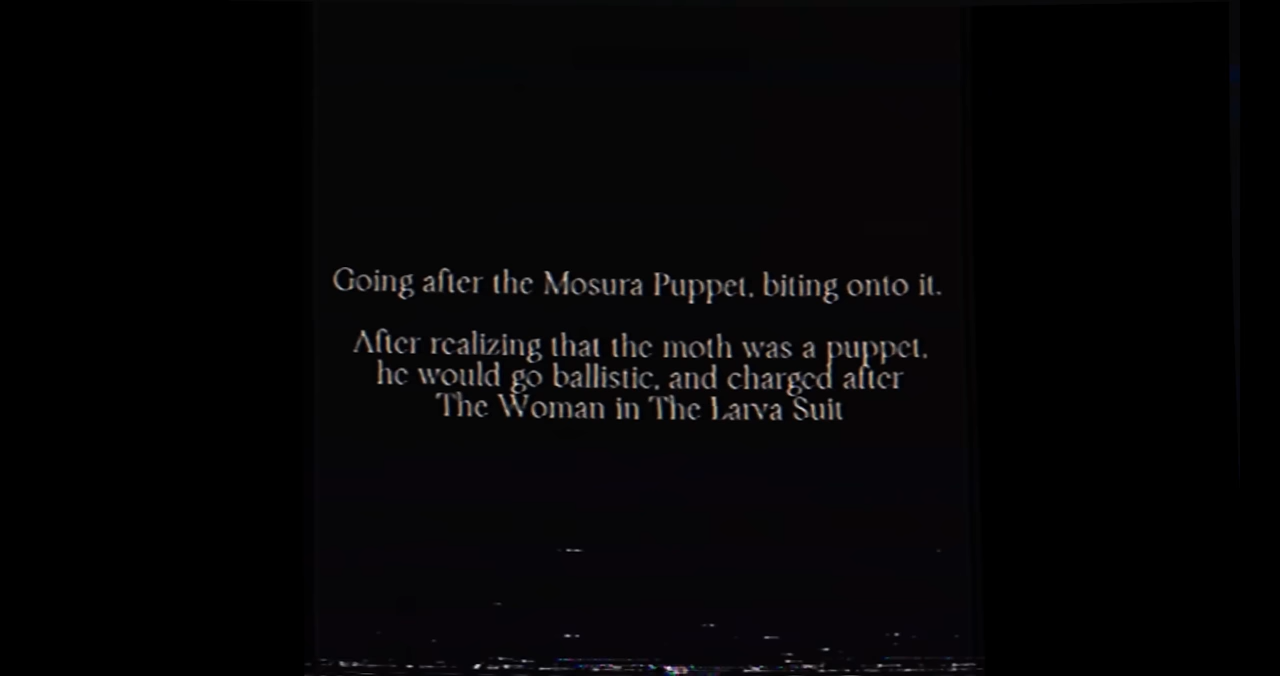 Going after the Mosura Puppet, biting onto it.
After realizing that the moth was a puppet,
he would go ballistic, and charged after
The Woman in The Larva Suit